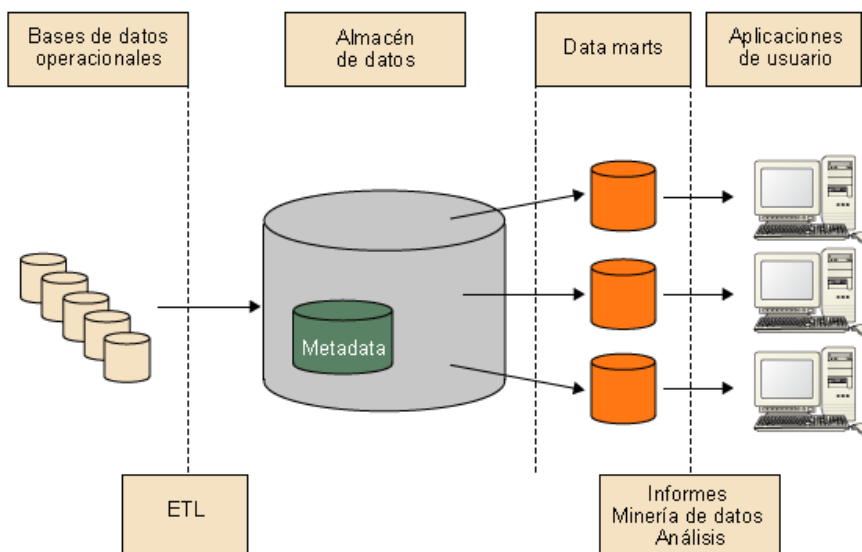 Bases de datos
operacionales
Almacén
de datos
Data marts
Aplicaciones
de usuario
Metadata
ETL
Informes
Minería de datos
Análisis